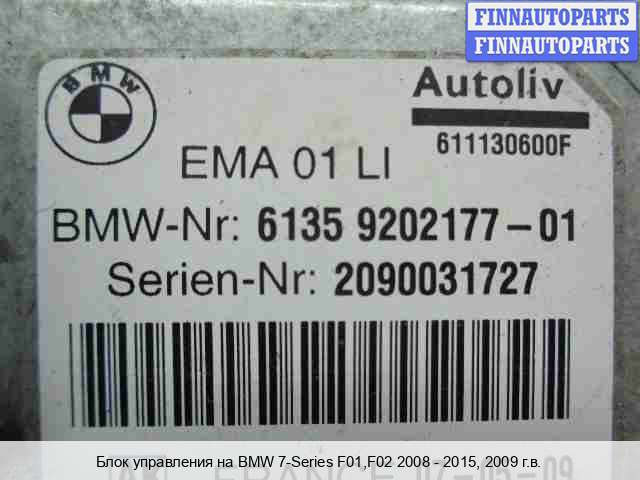 FINNAUTOPARTS
FINNAUTOPARTS
BMW
Autoliv
611130600F
EMA 01 LI
BMW-Nr: 6135 9202177-01
Serien-Nr: 2090031727
Блок управления на BMW 7-Series F01,F02 2008 - 2015, 2009 г.в.